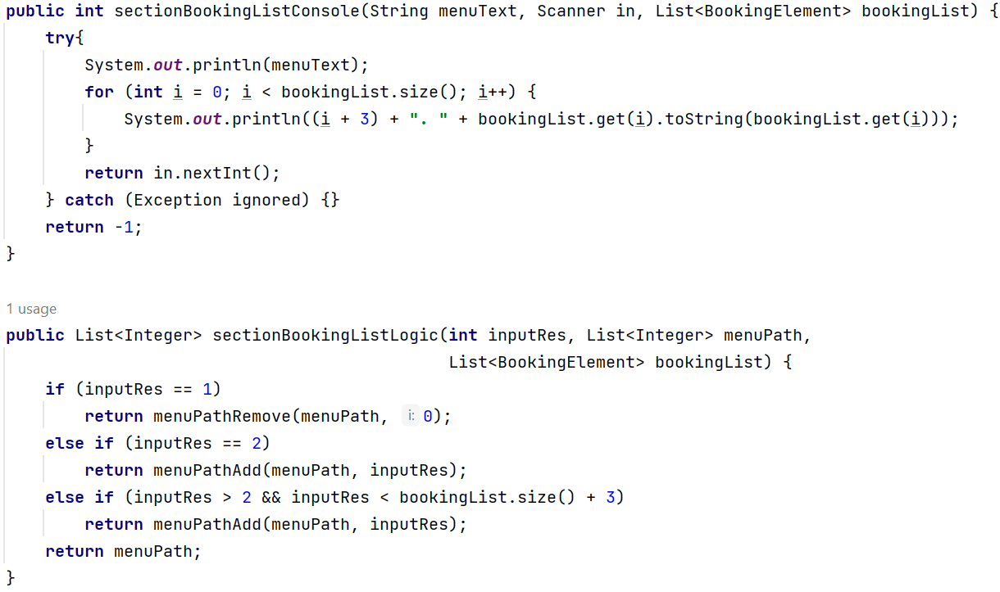 public int sectionBookingListConsole(String menuText, Scanner in, List<BookingElement> bookingList) {
    try{
        System.out.println(menuText);
        for (int i = 0; i < bookingList.size(); i++) {
            System.out.println((i + 3) + ". " + bookingList.get(i).toString(bookingList.get(i)));
        }
        return in.nextInt();
    } catch (Exception ignored) {}
    return -1;
}
1 usage
public List<Integer> sectionBookingListLogic(int inputRes, List<Integer> menuPath,
                                             List<BookingElement> bookingList) {
    if (inputRes == 1)
        return menuPathRemove(menuPath, i: 0);
    else if (inputRes == 2)
        return menuPathAdd(menuPath, inputRes);
    else if (inputRes > 2 && inputRes < bookingList.size() + 3)
        return menuPathAdd(menuPath, inputRes);
    return menuPath;
}